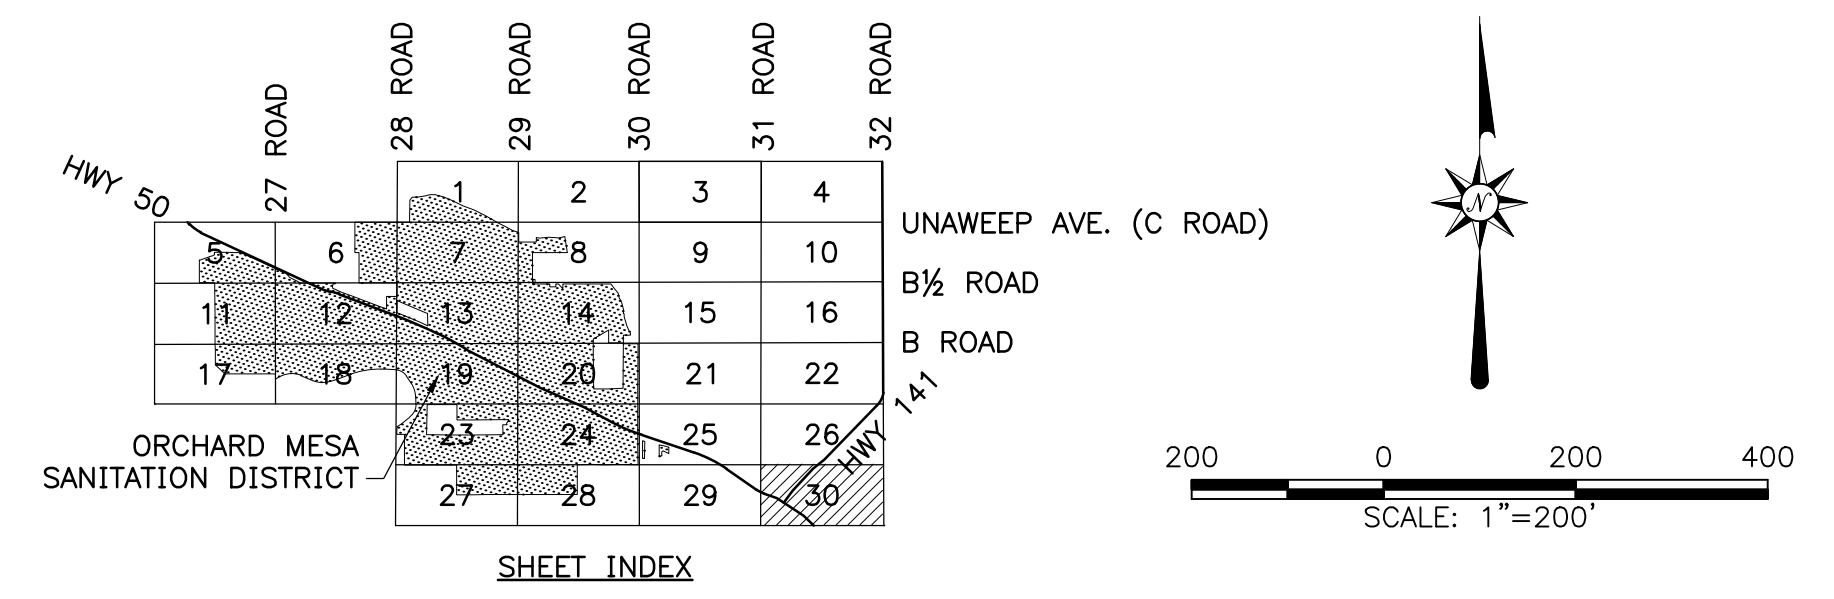 28 ROAD
29 ROAD
30 ROAD
31 ROAD
32 ROAD
27 ROAD
HWY 50
1 2 3 4
UNAWEEP AVE. (C ROAD)
5 6 7 8 9 10
B½ ROAD
11 12 13 14 15 16
B ROAD
17 18 19 20 21 22
HWY 141
23 24 25 26
ORCHARD MESA
SANITATION DISTRICT
27 28 29 30
SHEET INDEX
N
200 0 200 400
SCALE: 1"=200'